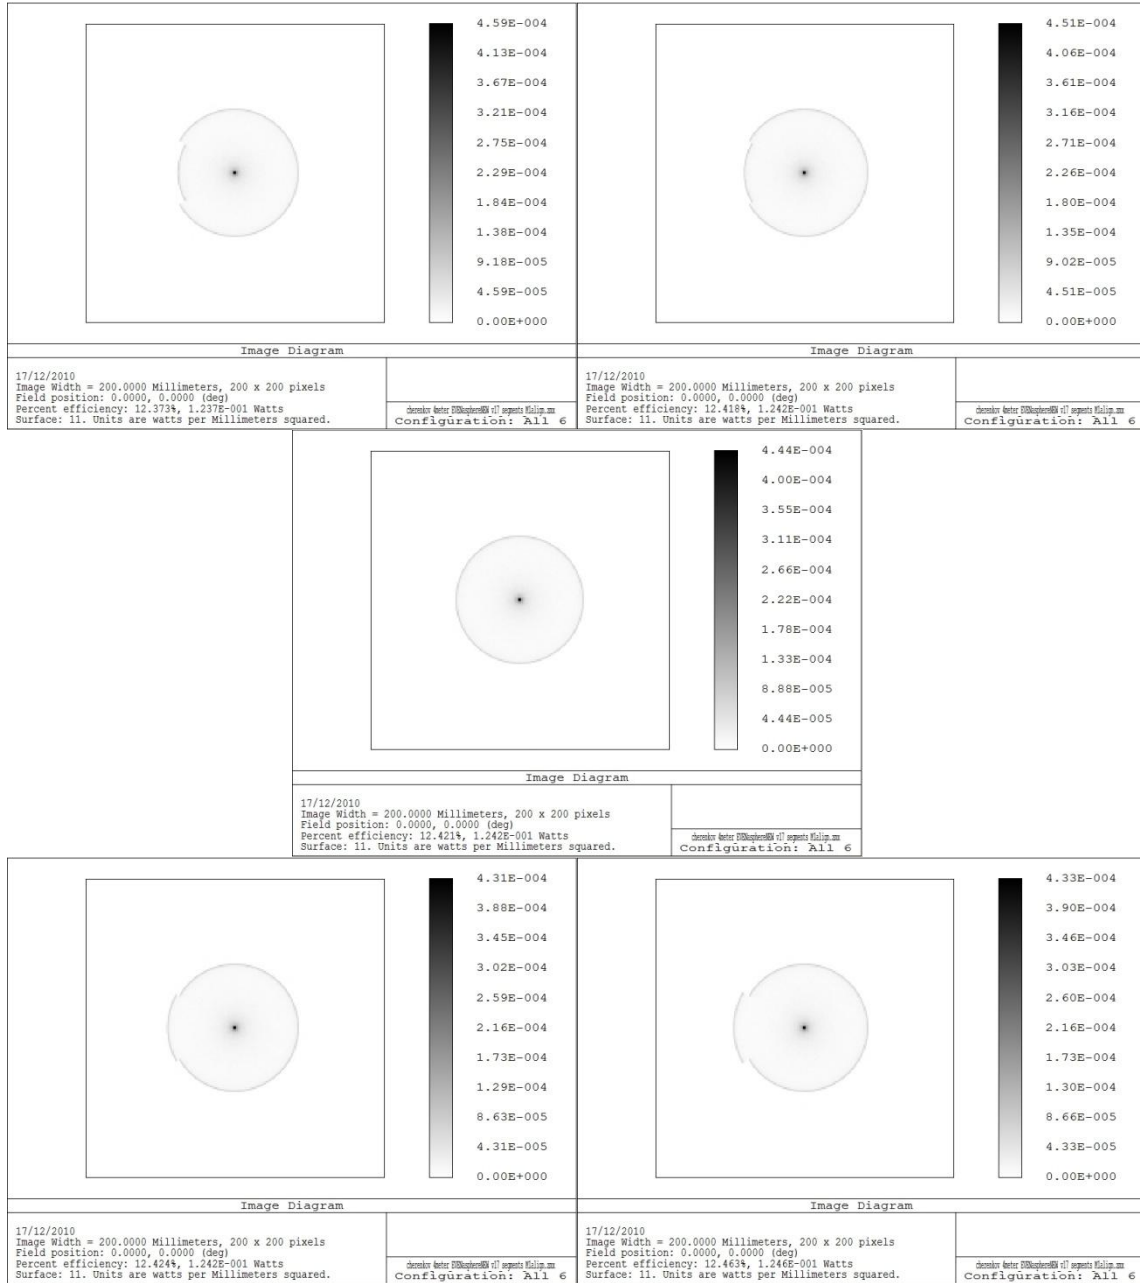 4.59E-004
4.13E-004
3.67E-004
3.21E-004
2.75E-004
2.29E-004
1.84E-004
1.38E-004
9.18E-005
4.59E-005
0.00E+000
Image Diagram
17/12/2010
Image Width = 200.0000 Millimeters, 200 x 200 pixels
Field position: 0.0000, 0.0000 (deg)
Percent efficiency: 12.373%, 1.237E-001 Watts
Surface: 11. Units are watts per Millimeters squared.
Configuration: All 6
4.51E-004
4.06E-004
3.61E-004
3.16E-004
2.71E-004
2.26E-004
1.80E-004
1.35E-004
9.02E-005
4.51E-005
0.00E+000
Image Diagram
17/12/2010
Image Width = 200.0000 Millimeters, 200 x 200 pixels
Field position: 0.0000, 0.0000 (deg)
Percent efficiency: 12.418%, 1.242E-001 Watts
Surface: 11. Units are watts per Millimeters squared.
Configuration: All 6
4.44E-004
4.00E-004
3.55E-004
3.11E-004
2.66E-004
2.22E-004
1.78E-004
1.33E-004
8.88E-005
4.44E-005
0.00E+000
Image Diagram
17/12/2010
Image Width = 200.0000 Millimeters, 200 x 200 pixels
Field position: 0.0000, 0.0000 (deg)
Percent efficiency: 12.421%, 1.242E-001 Watts
Surface: 11. Units are watts per Millimeters squared.
Configuration: All 6
4.31E-004
3.88E-004
3.45E-004
3.02E-004
2.59E-004
2.16E-004
1.73E-004
1.29E-004
8.63E-005
4.31E-005
0.00E+000
Image Diagram
17/12/2010
Image Width = 200.0000 Millimeters, 200 x 200 pixels
Field position: 0.0000, 0.0000 (deg)
Percent efficiency: 12.424%, 1.242E-001 Watts
Surface: 11. Units are watts per Millimeters squared.
Configuration: All 6
4.33E-004
3.90E-004
3.46E-004
3.03E-004
2.60E-004
2.16E-004
1.73E-004
1.30E-004
8.66E-005
4.33E-005
0.00E+000
Image Diagram
17/12/2010
Image Width = 200.0000 Millimeters, 200 x 200 pixels
Field position: 0.0000, 0.0000 (deg)
Percent efficiency: 12.463%, 1.246E-001 Watts
Surface: 11. Units are watts per Millimeters squared.
Configuration: All 6